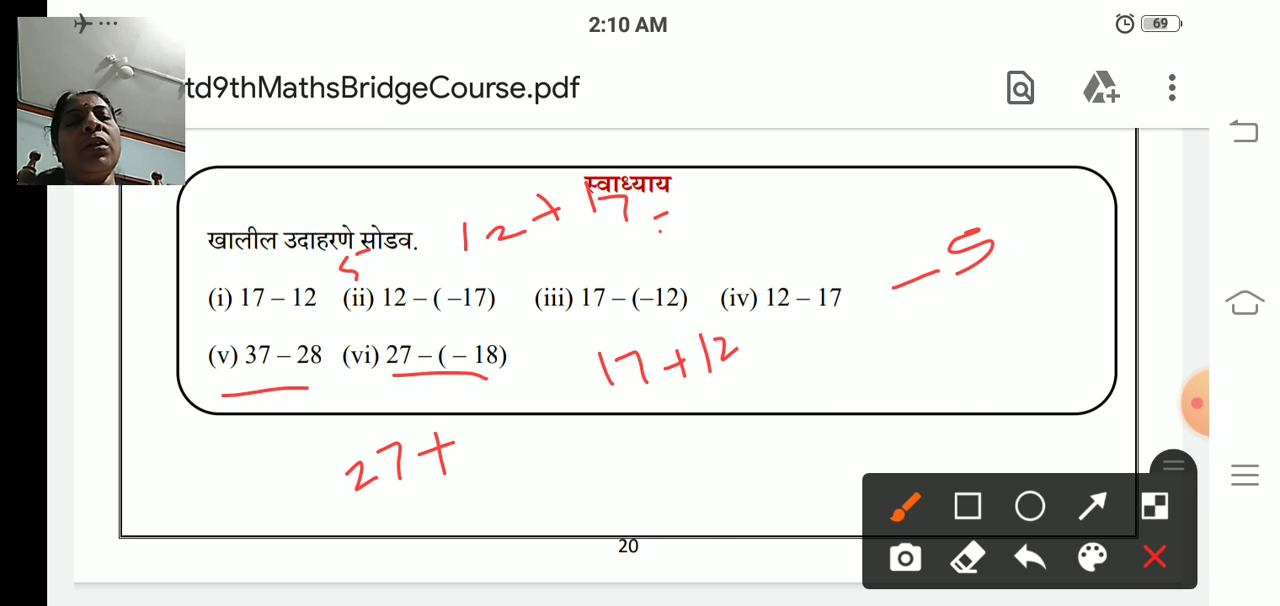 2:10 AM
69
td9thMathsBridgeCourse.pdf
स्वाध्याय
12 + 17 =
खालील उदाहरणे सोडव.
5
- 5
(i) 17 – 12 (ii) 12 – ( –17) (iii) 17 – (–12) (iv) 12 – 17
(v) 37 – 28 (vi) 27 – ( – 18)
17 + 12
27 +
20